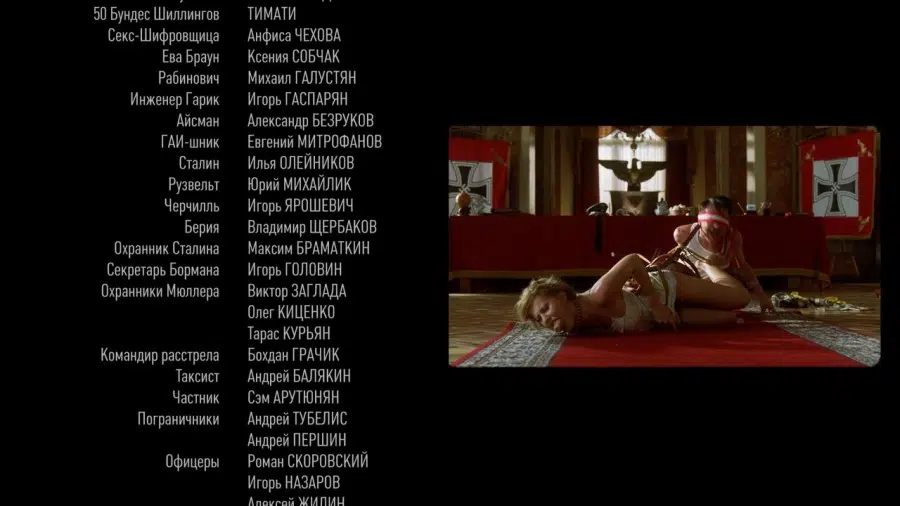 50 Бундес Шиллингов ТИМАТИ
Секс-Шифровщица Анфиса ЧЕХОВА
Ева Браун Ксения СОБЧАК
Рабинович Михаил ГАЛУСТЯН
Инженер Гарик Игорь ГАСПАРЯН
Айсман Александр БЕЗРУКОВ
ГАИ-шник Евгений МИТРОФАНОВ
Сталин Илья ОЛЕЙНИКОВ
Рузвельт Юрий МИХАЙЛИК
Черчилль Игорь ЯРОШЕВИЧ
Берия Владимир ЩЕРБАКОВ
Охранник Сталина Максим БРАМАТКИН
Секретарь Бормана Игорь ГОЛОВИН
Охранники Мюллера Виктор ЗАГЛАДА
Олег КИЦЕНКО
Тарас КУРЬЯН
Командир расстрела Бохдан ГРАЧИК
Таксист Андрей БАЛЯКИН
Частник Сэм АРУТЮНЯН
Пограничники Андрей ТУБЕЛИС
Андрей ПЕРШИН
Офицеры Роман СКОРОВСКИЙ
Игорь НАЗАРОВ
Алексей ЖИЛИН